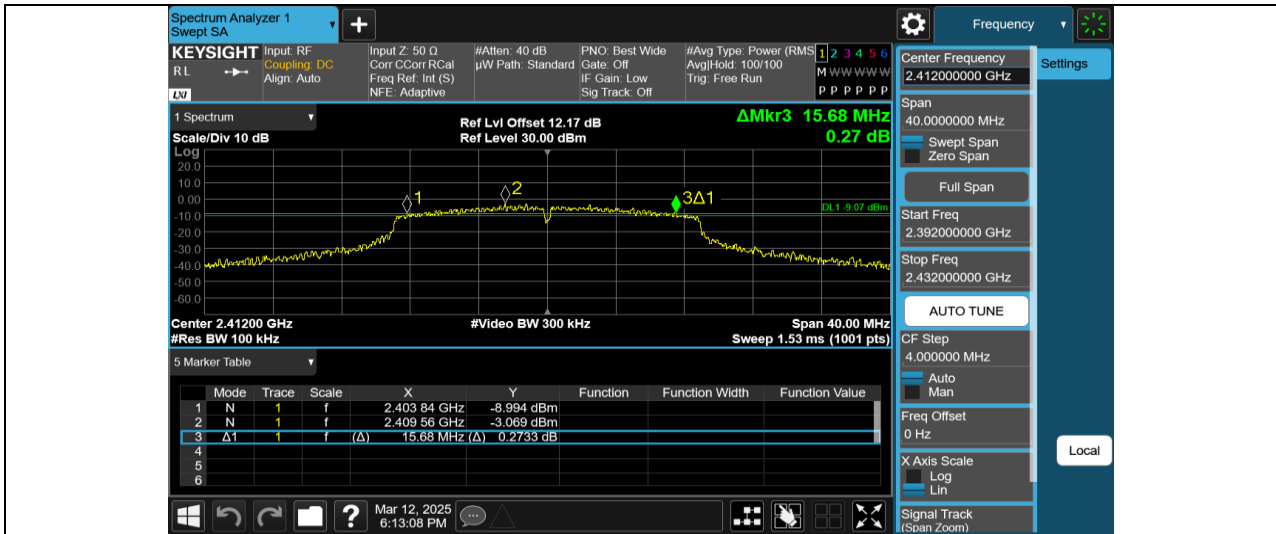 Spectrum Analyzer 1
Swept SA
+
Frequency
KEYSIGHT
RL
LXI
Input: RF
Coupling: DC
Align: Auto
Input Z: 50 Ω
Corr CCorr RCal
Freq Ref: Int (S)
NFE: Adaptive
#Atten: 40 dB
µW Path: Standard
PNO: Best Wide
Gate: Off
IF Gain: Low
Sig Track: Off
#Avg Type: Power (RMS
Avg|Hold: 100/100
Trig: Free Run
1 2 3 4 5 6
M W W W W W
P P P P P P
1 Spectrum
Scale/Div 10 dB
Ref Lvl Offset 12.17 dB
Ref Level 30.00 dBm
ΔMkr3 15.68 MHz
0.27 dB
Log
20.0
10.0
0.00
-10.0
-20.0
-30.0
-40.0
-50.0
-60.0
1
2
3Δ1
DL1 -9.07 dBm
Center 2.41200 GHz
#Video BW 300 kHz
Span 40.00 MHz
#Res BW 100 kHz
Sweep 1.53 ms (1001 pts)
5 Marker Table
Mode Trace Scale X Y Function Function Width Function Value
1 N 1 f 2.403 84 GHz -8.994 dBm
2 N 1 f 2.409 56 GHz -3.069 dBm
3 Δ1 1 f (Δ) 15.68 MHz (Δ) 0.2733 dB
4
5
6
?
Mar 12, 2025
6:13:08 PM
Center Frequency
2.412000000 GHz
Span
40.0000000 MHz
Swept Span
Zero Span
Full Span
Start Freq
2.392000000 GHz
Stop Freq
2.432000000 GHz
AUTO TUNE
CF Step
4.000000 MHz
Auto
Man
Freq Offset
0 Hz
X Axis Scale
Log
Lin
Signal Track
(Span Zoom)
Settings
Local